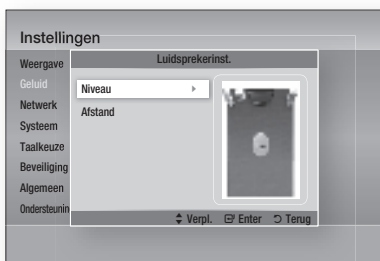 Instellingen
Weergave
Geluid
Netwerk
Systeem
Taalkeuze
Beveiliging
Algemeen
Ondersteunin
Luidsprekerinst.
Niveau
Afstand
Verpl. Enter Terug